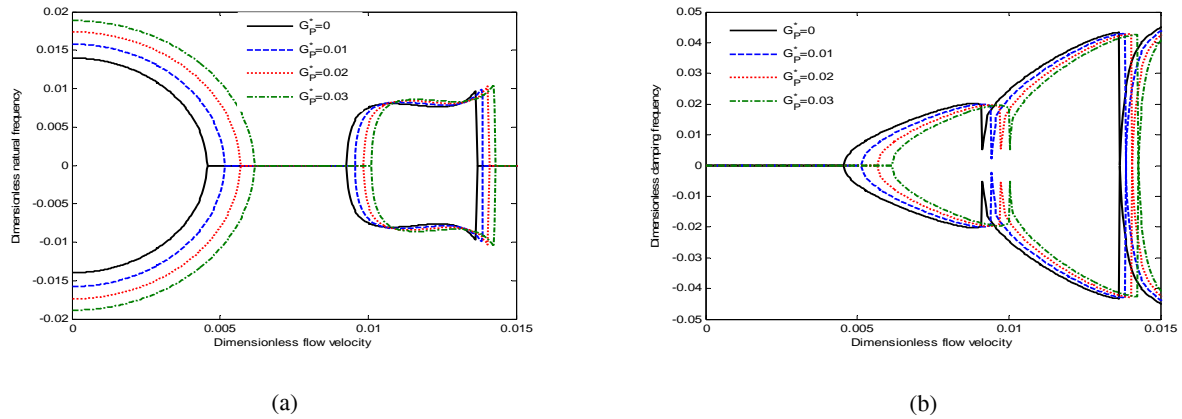 0.02
0.015
0.01
0.005
0
-0.005
-0.01
-0.015
-0.02
Dimensionless natural frequency
0 0.005 0.01 0.015
Dimensionless flow velocity
G*P=0
G*P=0.01
G*P=0.02
G*P=0.03
(a)
0.05
0.04
0.03
0.02
0.01
0
-0.01
-0.02
-0.03
-0.04
-0.05
Dimensionless damping frequency
0 0.005 0.01 0.015
Dimensionless flow velocity
G*P=0
G*P=0.01
G*P=0.02
G*P=0.03
(b)